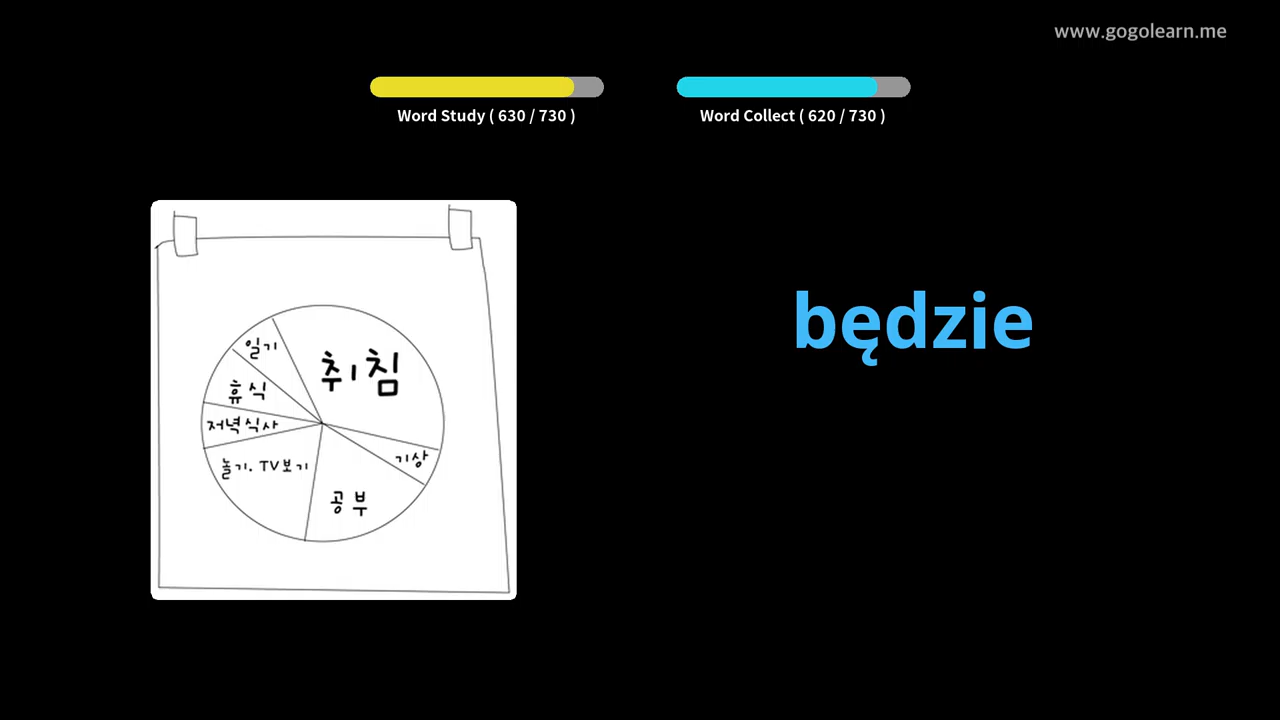 www.gogolearn.me
Word Study ( 630 / 730 )
Word Collect ( 620 / 730 )
일기
취침
휴식
저녁식사
놀기. TV보기
기상
공부
będzie